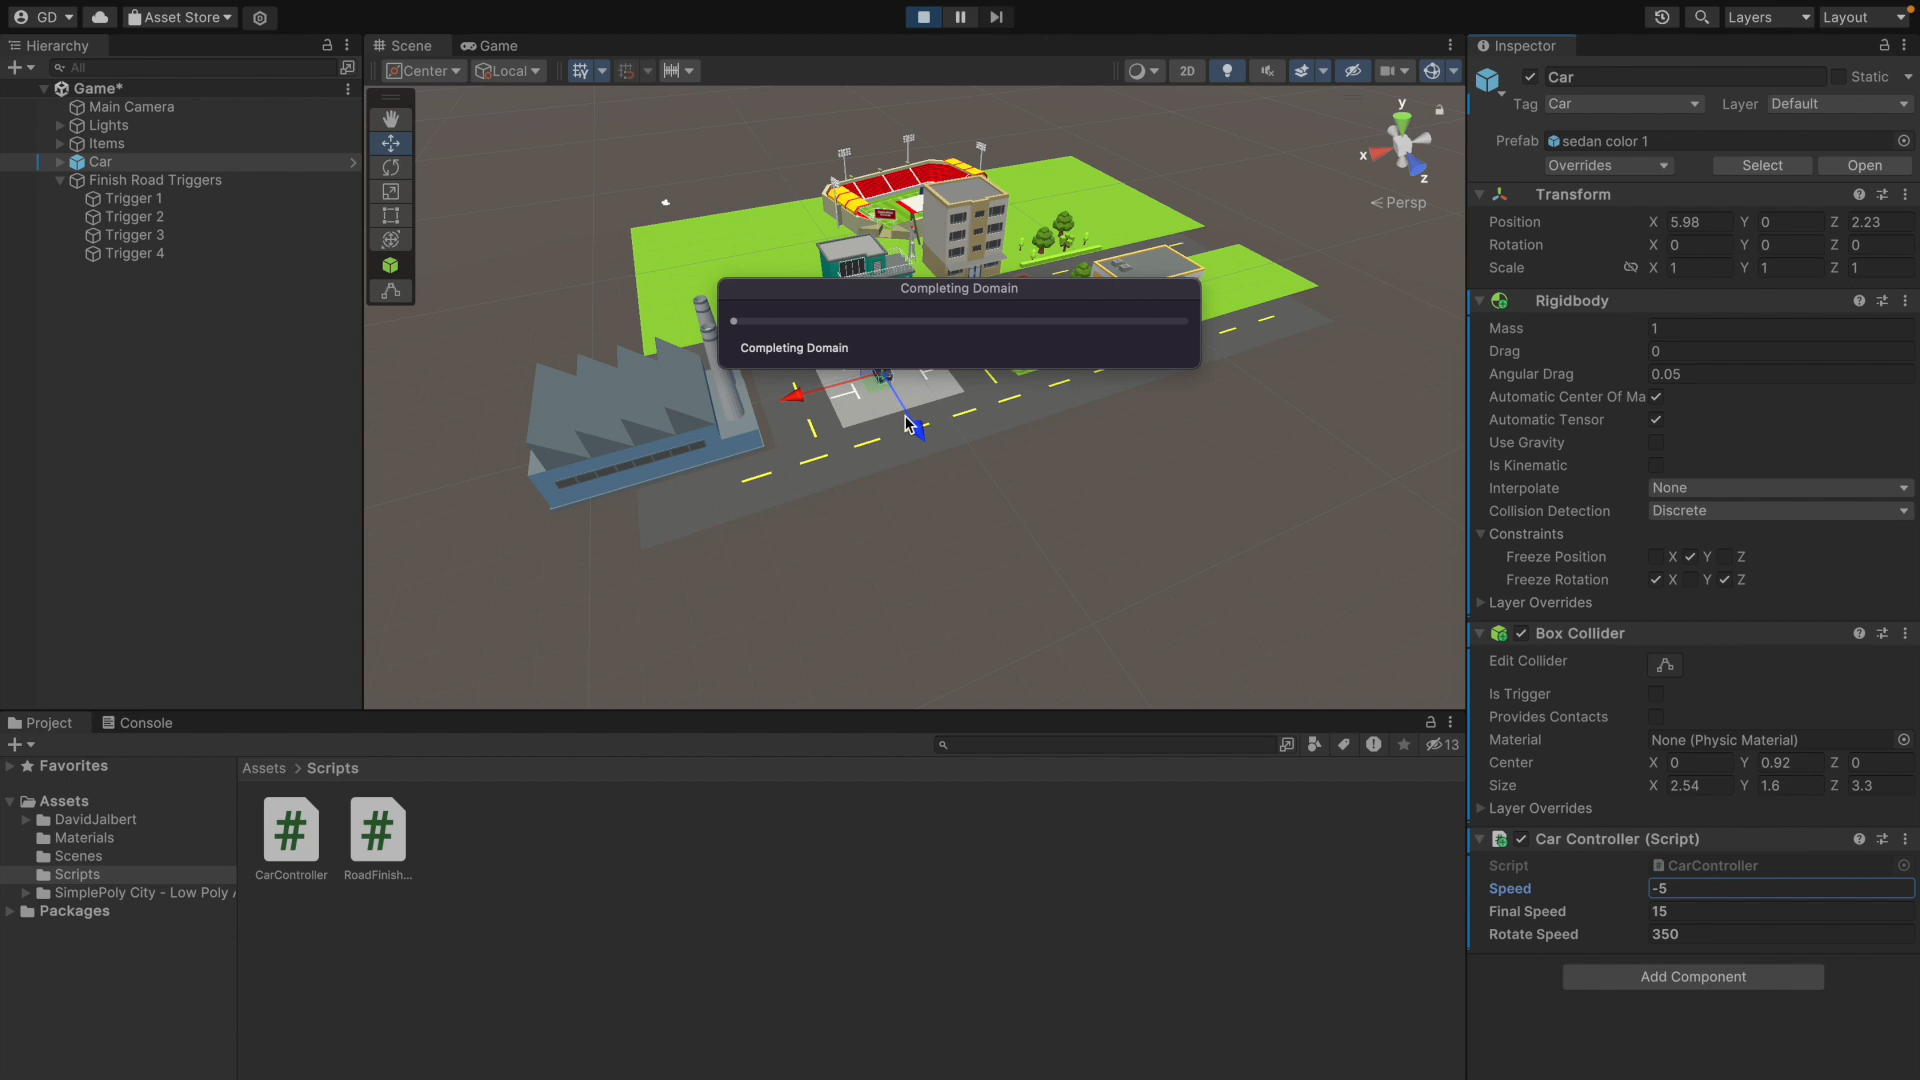 GD
Asset Store
Layers
Layout
Hierarchy
All
Game*
Main Camera
Lights
Items
Car
Finish Road Triggers
Trigger 1
Trigger 2
Trigger 3
Trigger 4
Scene
Game
Center
Local
2D
y
x
z
Persp
Completing Domain
Completing Domain
Inspector
Car
Static
Tag
Car
Layer
Default
Prefab
sedan color 1
Overrides
Select
Open
Transform
Position X 5.98 Y 0 Z 2.23
Rotation X 0 Y 0 Z 0
Scale X 1 Y 1 Z 1
Rigidbody
Mass 1
Drag 0
Angular Drag 0.05
Automatic Center Of Ma
Automatic Tensor
Use Gravity
Is Kinematic
Interpolate None
Collision Detection Discrete
Constraints
Freeze Position X Y Z
Freeze Rotation X Y Z
Layer Overrides
Box Collider
Edit Collider
Is Trigger
Provides Contacts
Material None (Physic Material)
Center X 0 Y 0.92 Z 0
Size X 2.54 Y 1.6 Z 3.3
Layer Overrides
Car Controller (Script)
Script CarController
Speed -5
Final Speed 15
Rotate Speed 350
Add Component
Project
Console
13
Favorites
Assets
DavidJalbert
Materials
Scenes
Scripts
SimplePoly City - Low Poly
Packages
Assets > Scripts
CarController
RoadFinish...